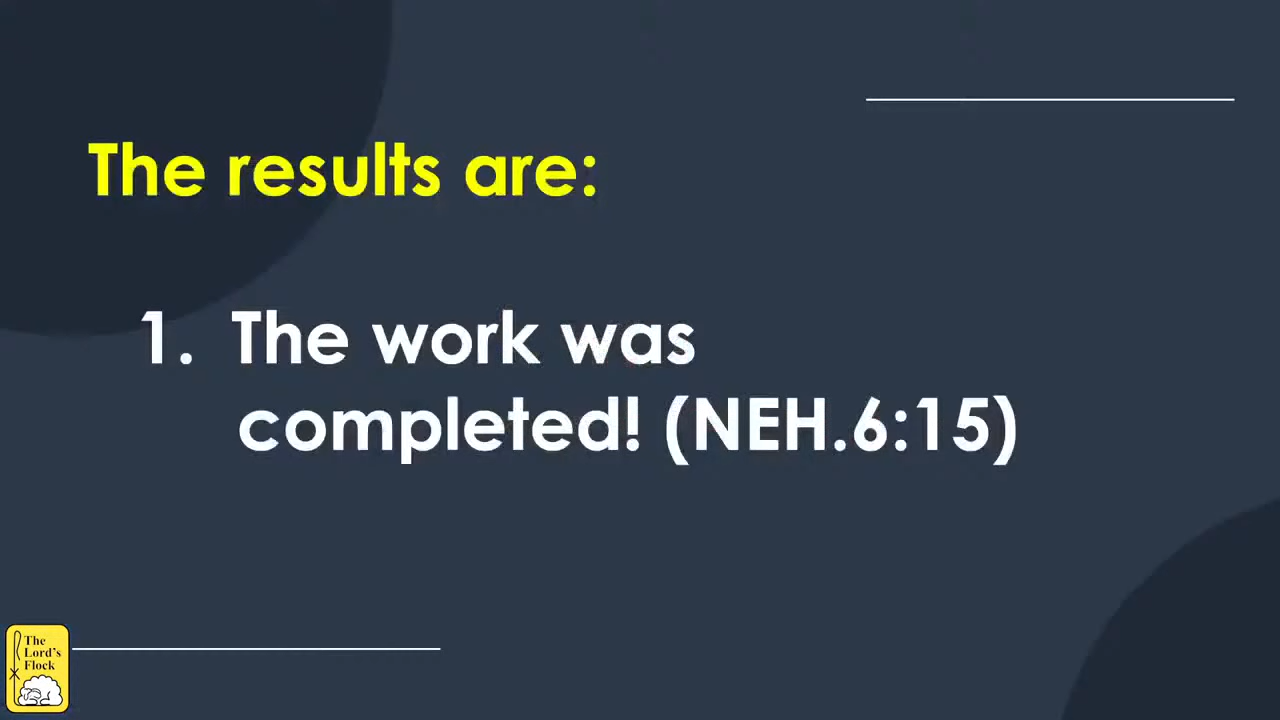 The results are:
1. The work was
completed! (NEH.6:15)
The
Lord's
Flock